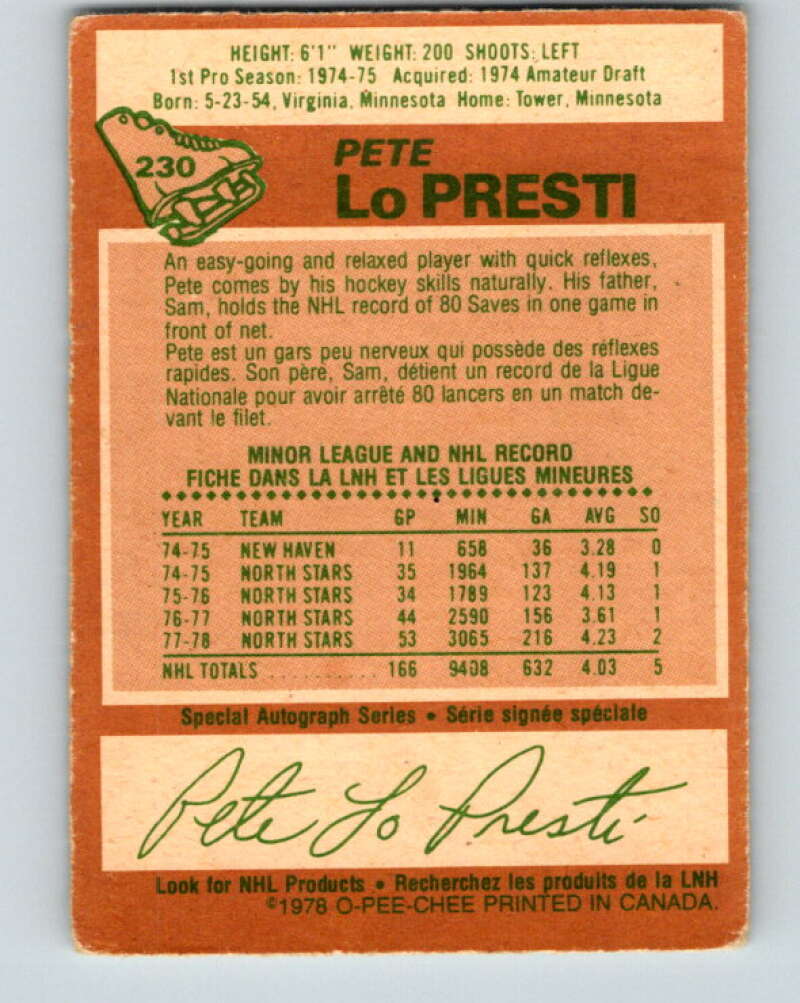 HEIGHT: 6'1" WEIGHT: 200 SHOOTS: LEFT
1st Pro Season: 1974-75 Acquired: 1974 Amateur Draft
Born: 5-23-54, Virginia, Minnesota Home: Tower, Minnesota
230
PETE
Lo PRESTI
An easy-going and relaxed player with quick reflexes,
Pete comes by his hockey skills naturally. His father,
Sam, holds the NHL record of 80 Saves in one game in
front of net.
Pete est un gars peu nerveux qui possède des réflexes
rapides. Son père, Sam, détient un record de la Ligue
Nationale pour avoir arrêté 80 lancers en un match de-
vant le filet.
MINOR LEAGUE AND NHL RECORD
FICHE DANS LA LNH ET LES LIGUES MINEURES
YEAR TEAM GP MIN GA AVG SO
74-75 NEW HAVEN 11 658 36 3.28 0
74-75 NORTH STARS 35 1964 137 4.19 1
75-76 NORTH STARS 34 1789 123 4.13 1
76-77 NORTH STARS 44 2590 156 3.61 1
77-78 NORTH STARS 53 3065 216 4.23 2
NHL TOTALS .......... 166 9408 632 4.03 5
Special Autograph Series • Série signée spéciale
Pete Lo Presti
Look for NHL Products • Recherchez les produits de la LNH
©1978 O-PEE-CHEE PRINTED IN CANADA.